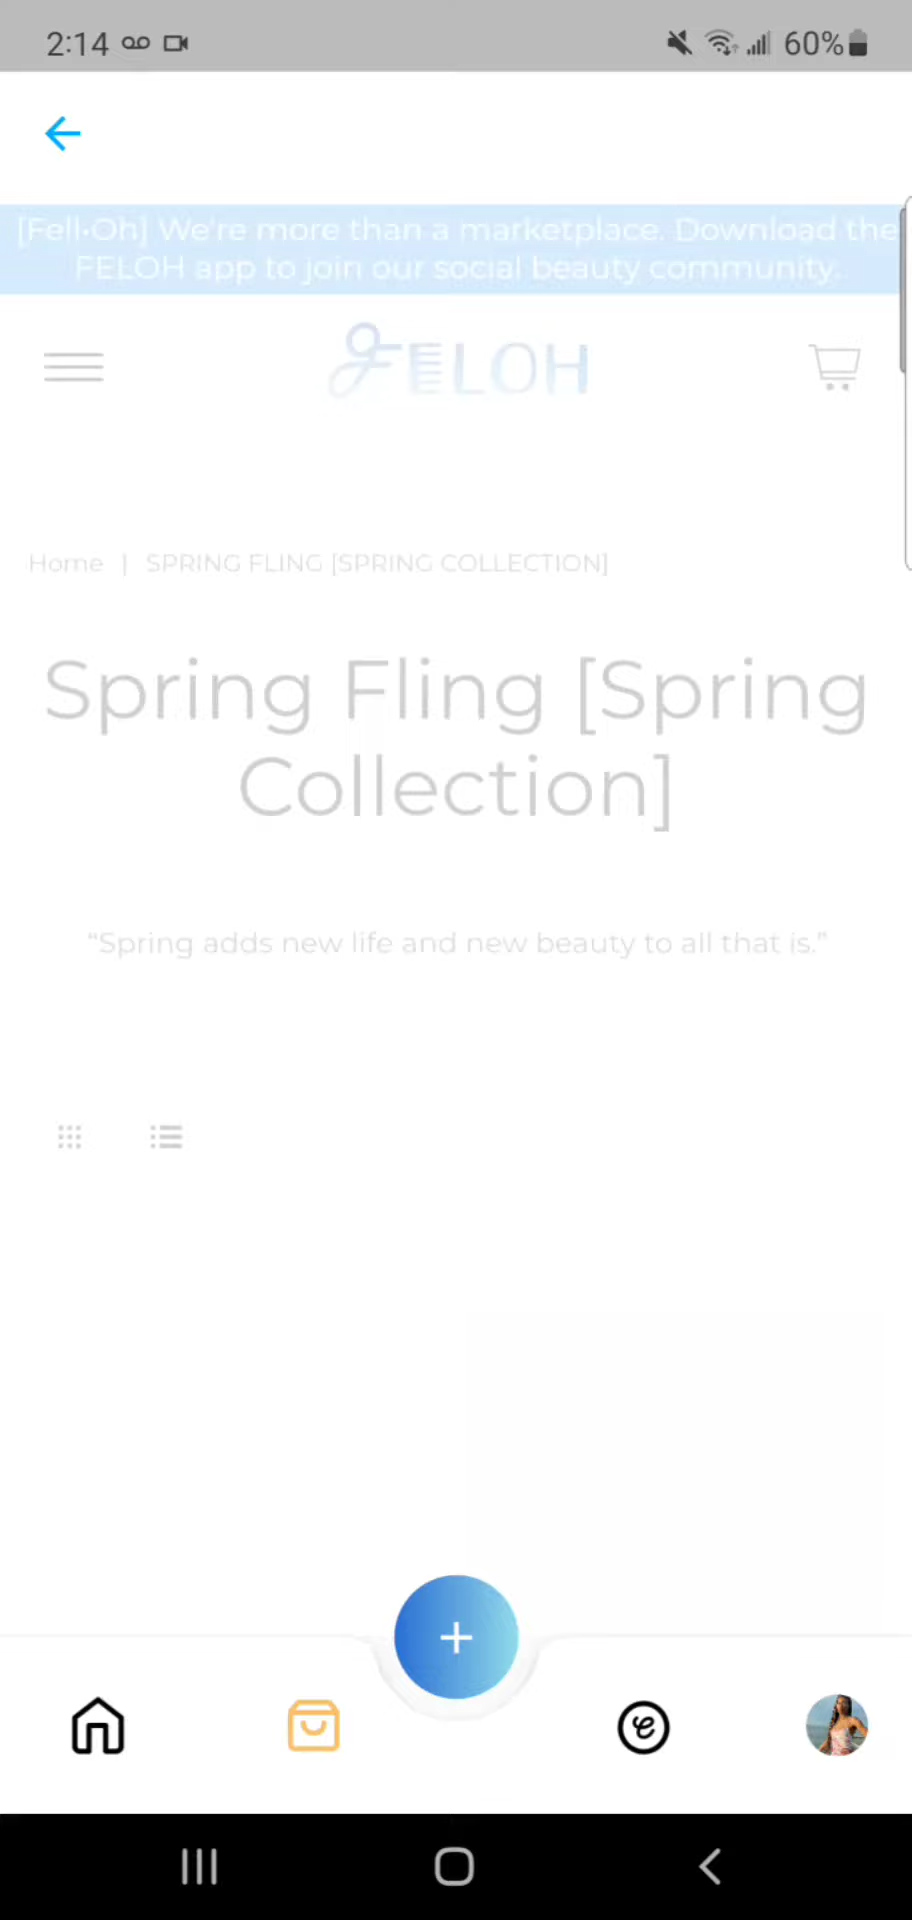 2:14
60%
[Fell•Oh] We're more than a marketplace. Download the
FELOH app to join our social beauty community.
FELOH
Home | SPRING FLING [SPRING COLLECTION]
Spring Fling [Spring
Collection]
“Spring adds new life and new beauty to all that is.”